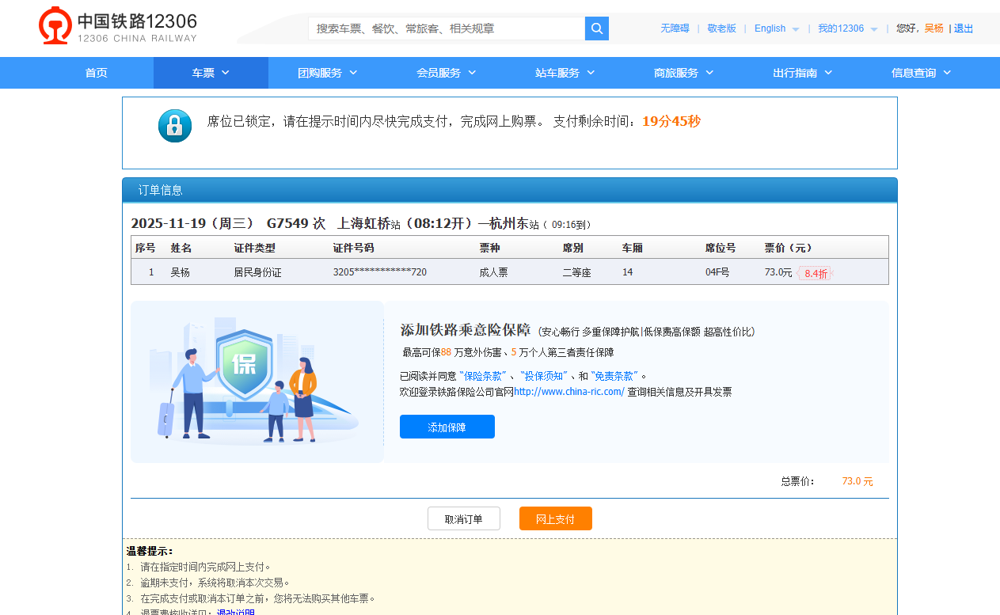 中国铁路12306
12306 CHINA RAILWAY
搜索车票、餐饮、常旅客、相关规章
无障碍 | 敬老版 | English | 我的12306 | 您好，吴杨 | 退出
首页 车票 团购服务 会员服务 站车服务 商旅服务 出行指南 信息查询
席位已锁定，请在提示时间内尽快完成支付，完成网上购票。 支付剩余时间：19分45秒
订单信息
2025-11-19（周三） G7549 次 上海虹桥站（08:12开）—杭州东站（ 09:16到）
序号 姓名 证件类型 证件号码 票种 席别 车厢 席位号 票价（元）
1 吴杨 居民身份证 3205***********720 成人票 二等座 14 04F号 73.0元 8.4折
保
添加铁路乘意险保障（安心畅行 多重保障护航|低保费高保额 超高性价比）
最高可保88 万意外伤害、5 万个人第三者责任保障
已阅读并同意“保险条款”、“投保须知”、和“免责条款”。
欢迎登录铁路保险公司官网http://www.china-ric.com/ 查询相关信息及开具发票
添加保障
总票价： 73.0 元
取消订单 网上支付
温馨提示：
1. 请在指定时间内完成网上支付。
2. 逾期未支付，系统将取消本次交易。
3. 在完成支付或取消本订单之前，您将无法购买其他车票。
4. 退票费核收详见：退改说明